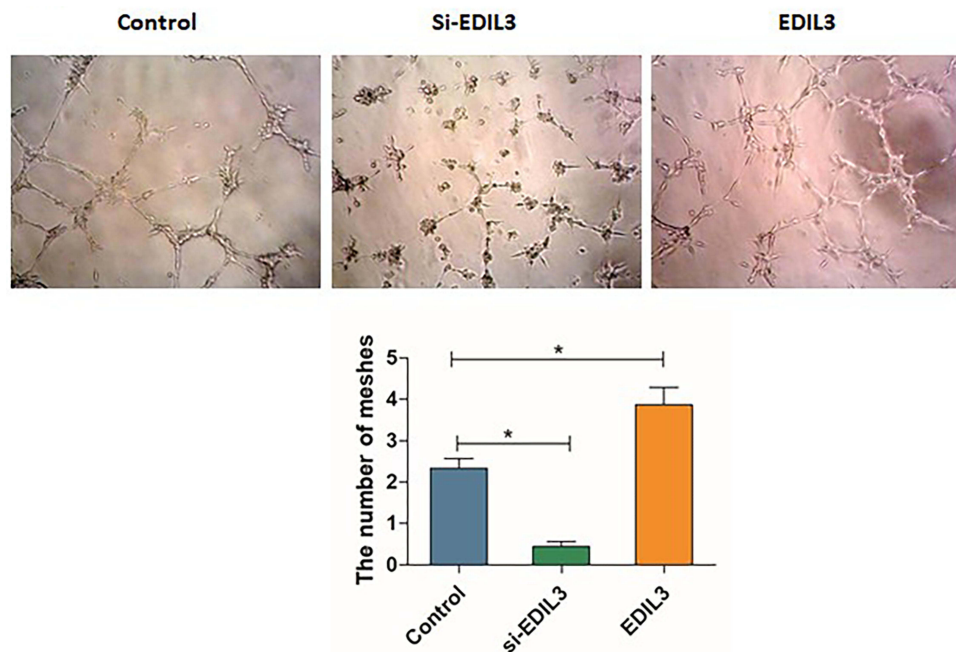 Control
Si-EDIL3
EDIL3
The number of meshes
5
4
3
2
1
0
*
*
Control
si-EDIL3
EDIL3